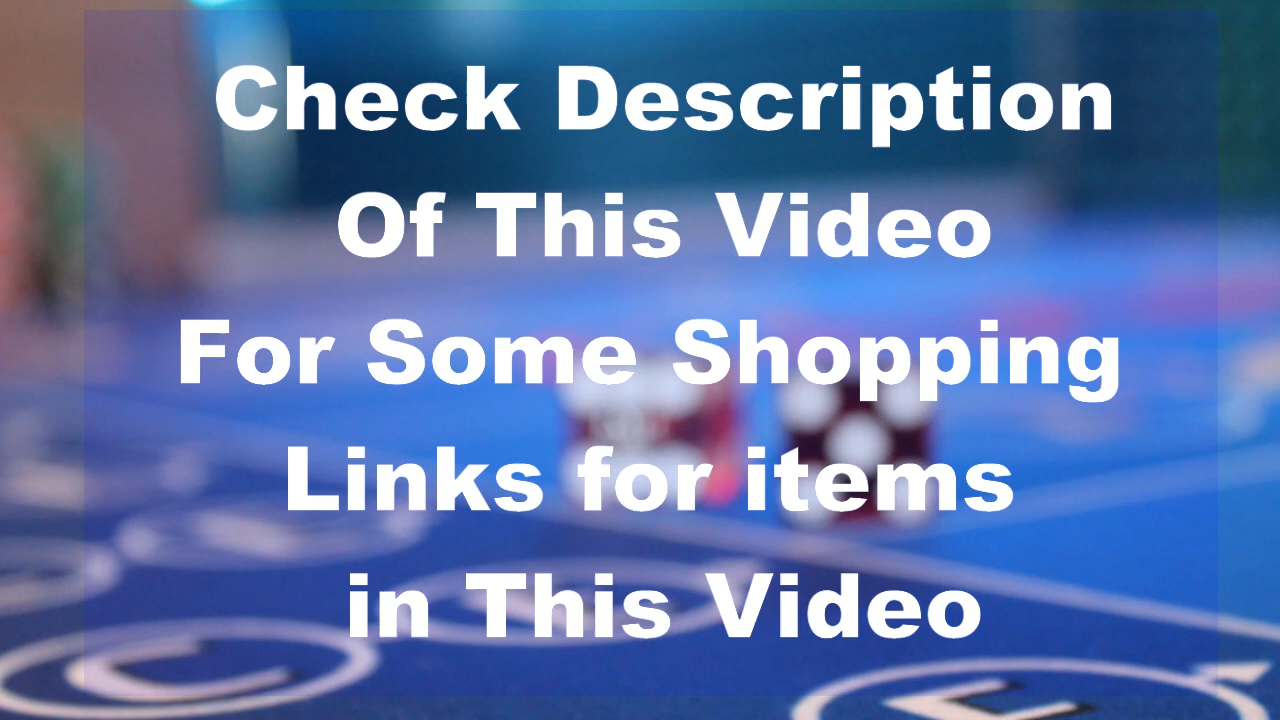 Check Description
Of This Video
For Some Shopping
Links for items
in This Video
C
E